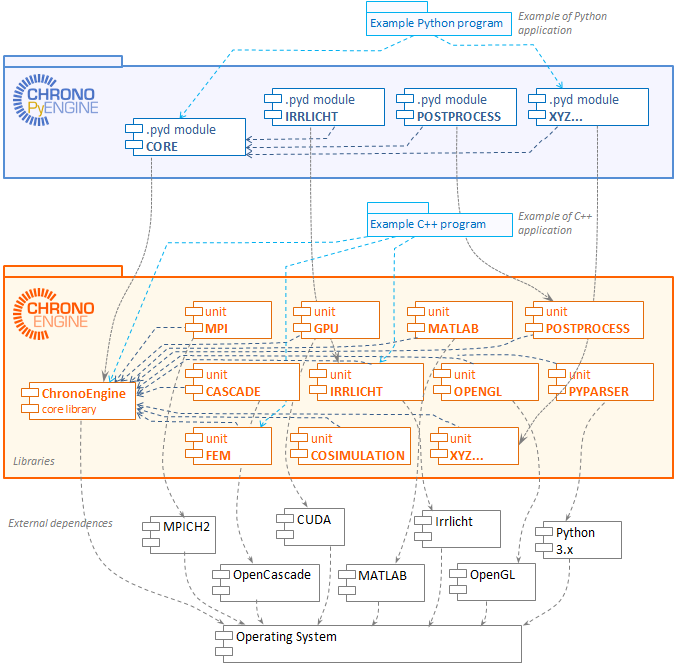 Example Python program
Example of Python
application
CHRONO
PyENGINE
.pyd module
IRRLICHT
.pyd module
POSTPROCESS
.pyd module
XYZ...
.pyd module
CORE
Example C++ program
Example of C++
application
CHRONO
ENGINE
unit
MPI
unit
GPU
unit
MATLAB
unit
POSTPROCESS
unit
CASCADE
unit
IRRLICHT
unit
OPENGL
unit
PYPARSER
ChronoEngine
core library
unit
FEM
unit
COSIMULATION
unit
XYZ...
Libraries
External dependences
MPICH2
CUDA
Irrlicht
Python
3.x
OpenCascade
MATLAB
OpenGL
Operating System